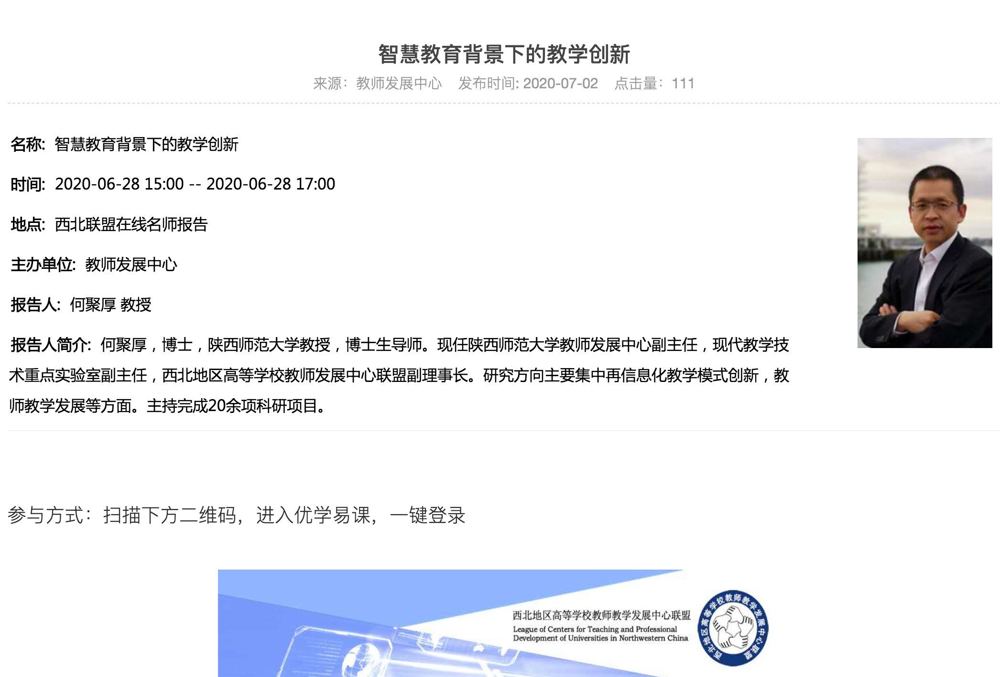 智慧教育背景下的教学创新
来源：教师发展中心 发布时间: 2020-07-02 点击量：111
名称: 智慧教育背景下的教学创新
时间: 2020-06-28 15:00 -- 2020-06-28 17:00
地点: 西北联盟在线名师报告
主办单位: 教师发展中心
报告人: 何聚厚 教授
报告人简介: 何聚厚，博士，陕西师范大学教授，博士生导师。现任陕西师范大学教师发展中心副主任，现代教学技
术重点实验室副主任，西北地区高等学校教师发展中心联盟副理事长。研究方向主要集中再信息化教学模式创新，教
师教学发展等方面。主持完成20余项科研项目。
参与方式：扫描下方二维码，进入优学易课，一键登录
西北地区高等学校教师教学发展中心联盟
League of Centers for Teaching and Professional
Development of Universities in Northwestern China
西北地区高等学校教师教学发展中心联盟